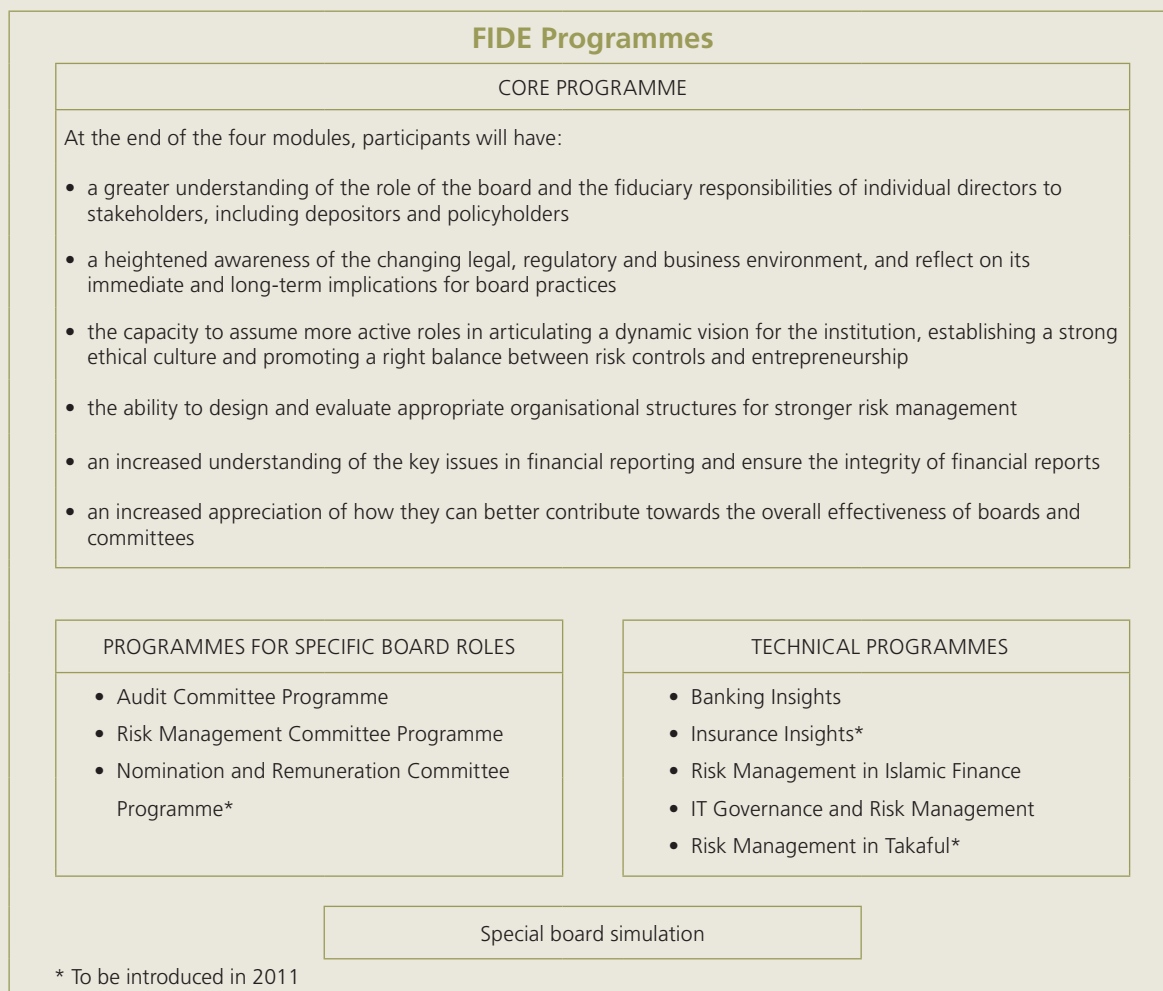 FIDE Programmes
CORE PROGRAMME
At the end of the four modules, participants will have:
• a greater understanding of the role of the board and the fiduciary responsibilities of individual directors to
stakeholders, including depositors and policyholders
• a heightened awareness of the changing legal, regulatory and business environment, and reflect on its
immediate and long-term implications for board practices
• the capacity to assume more active roles in articulating a dynamic vision for the institution, establishing a strong
ethical culture and promoting a right balance between risk controls and entrepreneurship
• the ability to design and evaluate appropriate organisational structures for stronger risk management
• an increased understanding of the key issues in financial reporting and ensure the integrity of financial reports
• an increased appreciation of how they can better contribute towards the overall effectiveness of boards and
committees
PROGRAMMES FOR SPECIFIC BOARD ROLES
• Audit Committee Programme
• Risk Management Committee Programme
• Nomination and Remuneration Committee
Programme*
TECHNICAL PROGRAMMES
• Banking Insights
• Insurance Insights*
• Risk Management in Islamic Finance
• IT Governance and Risk Management
• Risk Management in Takaful*
Special board simulation
* To be introduced in 2011